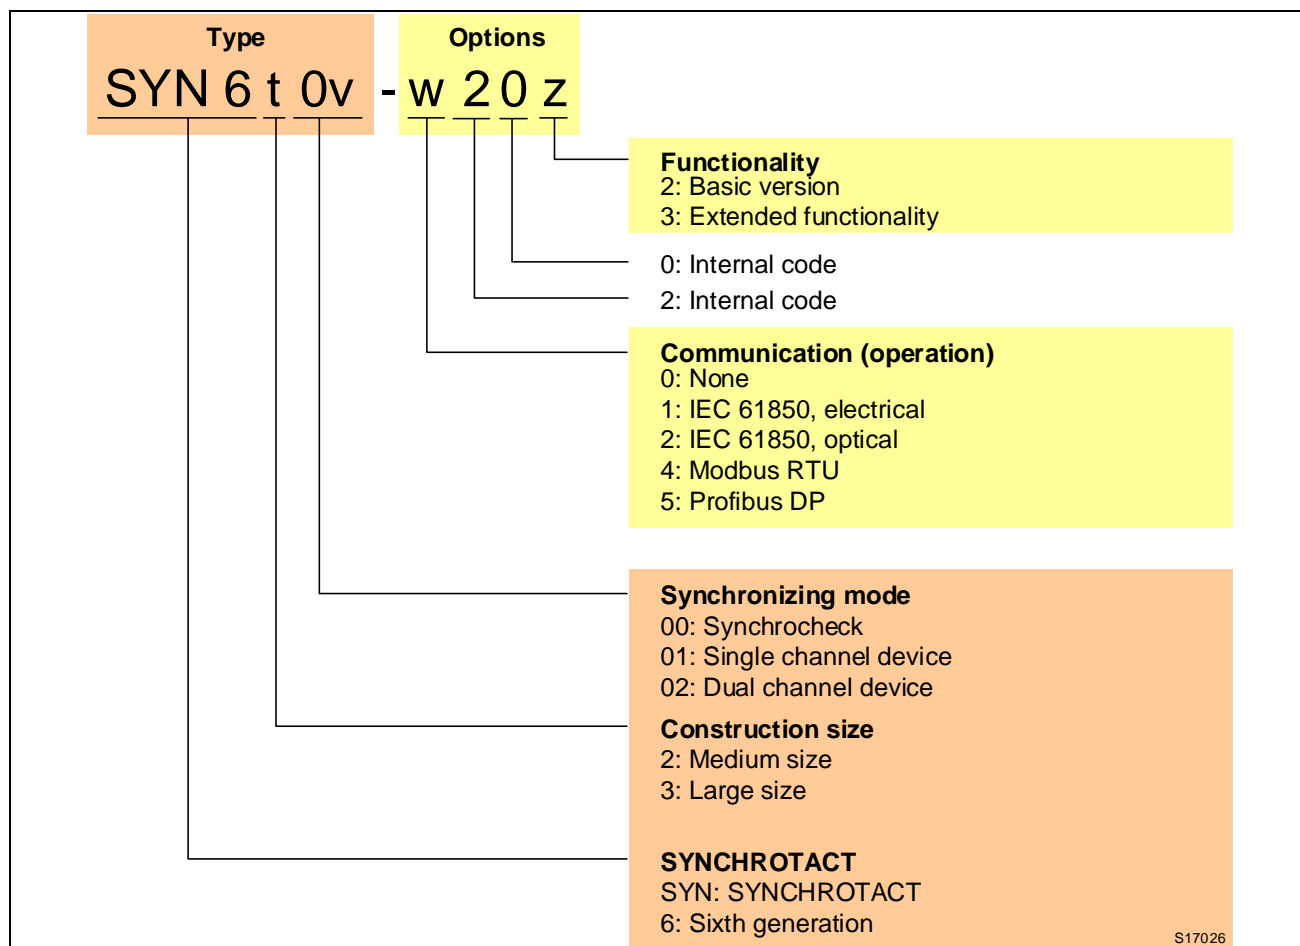 Type Options
SYN 6 t 0v - w 2 0 z
Functionality
2: Basic version
3: Extended functionality
0: Internal code
2: Internal code
Communication (operation)
0: None
1: IEC 61850, electrical
2: IEC 61850, optical
4: Modbus RTU
5: Profibus DP
Synchronizing mode
00: Synchrocheck
01: Single channel device
02: Dual channel device
Construction size
2: Medium size
3: Large size
SYNCHROTACT
SYN: SYNCHROTACT
6: Sixth generation
S17026